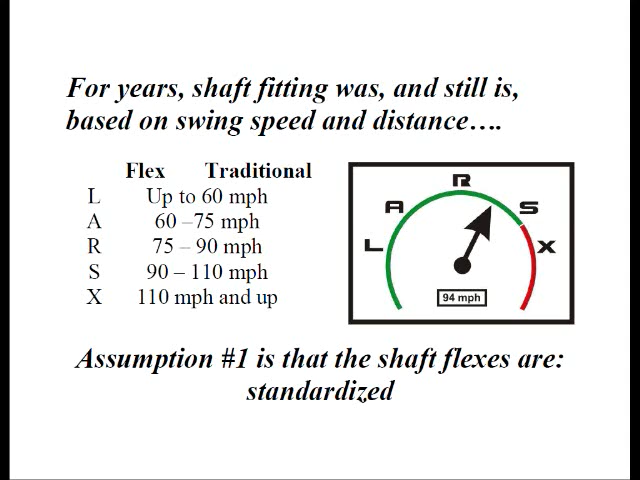 For years, shaft fitting was, and still is,
based on swing speed and distance….
Flex Traditional
L Up to 60 mph
A 60 –75 mph
R 75 – 90 mph
S 90 – 110 mph
X 110 mph and up
R
A S
L X
94 mph
Assumption #1 is that the shaft flexes are:
standardized